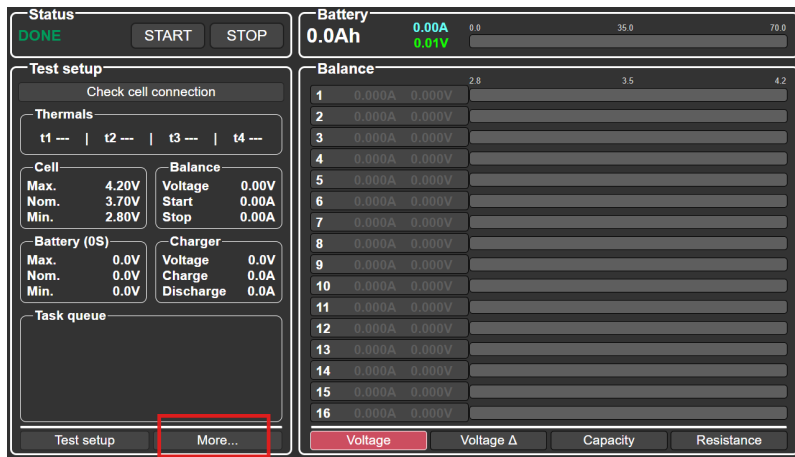 Status
DONE START STOP
Battery
0.0Ah 0.00A 0.01V
0.0 35.0 70.0
Test setup
Check cell connection
Thermals
t1 --- | t2 --- | t3 --- | t4 ---
Cell
Max. 4.20V
Nom. 3.70V
Min. 2.80V
Balance
Voltage 0.00V
Start 0.00A
Stop 0.00A
Battery (0S)
Max. 0.0V
Nom. 0.0V
Min. 0.0V
Charger
Voltage 0.0V
Charge 0.0A
Discharge 0.0A
Task queue
Test setup More...
Balance
2.8 3.5 4.2
1 0.000A 0.000V
2 0.000A 0.000V
3 0.000A 0.000V
4 0.000A 0.000V
5 0.000A 0.000V
6 0.000A 0.000V
7 0.000A 0.000V
8 0.000A 0.000V
9 0.000A 0.000V
10 0.000A 0.000V
11 0.000A 0.000V
12 0.000A 0.000V
13 0.000A 0.000V
14 0.000A 0.000V
15 0.000A 0.000V
16 0.000A 0.000V
Voltage Voltage Δ Capacity Resistance